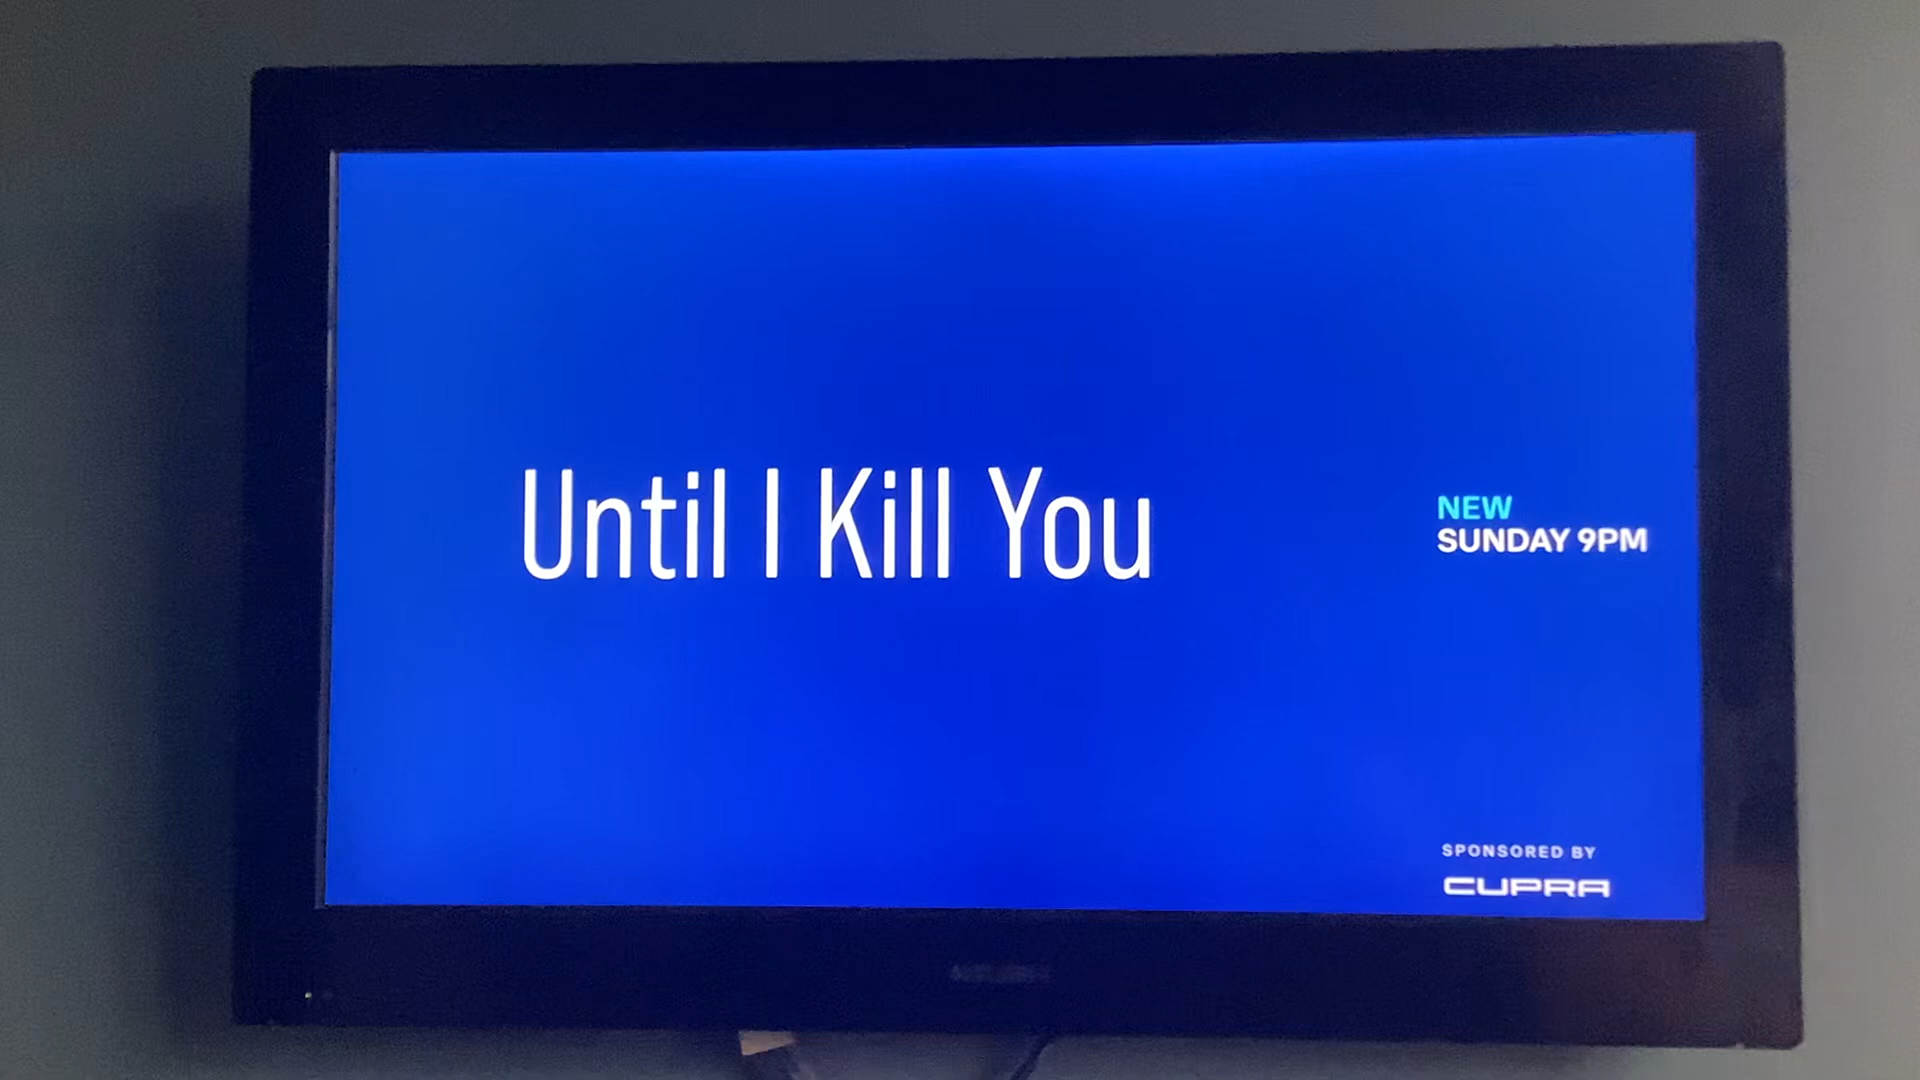 Until I Kill You
NEW
SUNDAY 9PM
SPONSORED BY
CUPRA